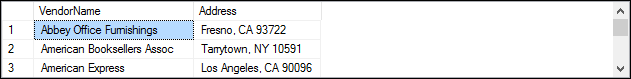 VendorName Address
1 Abbey Office Furnishings Fresno, CA 93722
2 American Booksellers Assoc Tarrytown, NY 10591
3 American Express Los Angeles, CA 90096